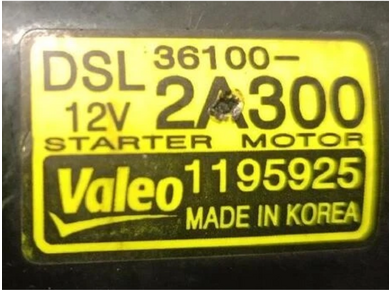 DSL 36100-
12V 2A300
STARTER MOTOR
Valeo 1195925
MADE IN KOREA